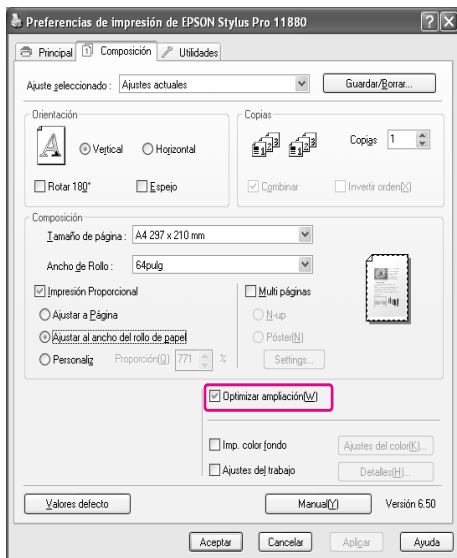 Preferencias de impresión de EPSON Stylus Pro 11880
Principal Composición Utilidades
Ajuste seleccionado : Ajustes actuales Guardar/Borrar...
Orientación
Vertical Horizontal
Rotar 180° Espejo
Copias
Copias 1
Combinar Invertir orden(X)
Composición
Tamaño de página : A4 297 x 210 mm
Ancho de Rollo : 64pulg
Impresión Proporcional
Ajustar a Página
Ajustar al ancho del rollo de papel
Personaliz Proporción(Q) 771 %
Multi páginas
N-up
Póster(N)
Settings...
Optimizar ampliación(W)
Imp. color fondo Ajustes del color(K)...
Ajustes del trabajo Detalles(H)...
Valores defecto Manual(Y) Versión 6.50
Aceptar Cancelar Aplicar Ayuda